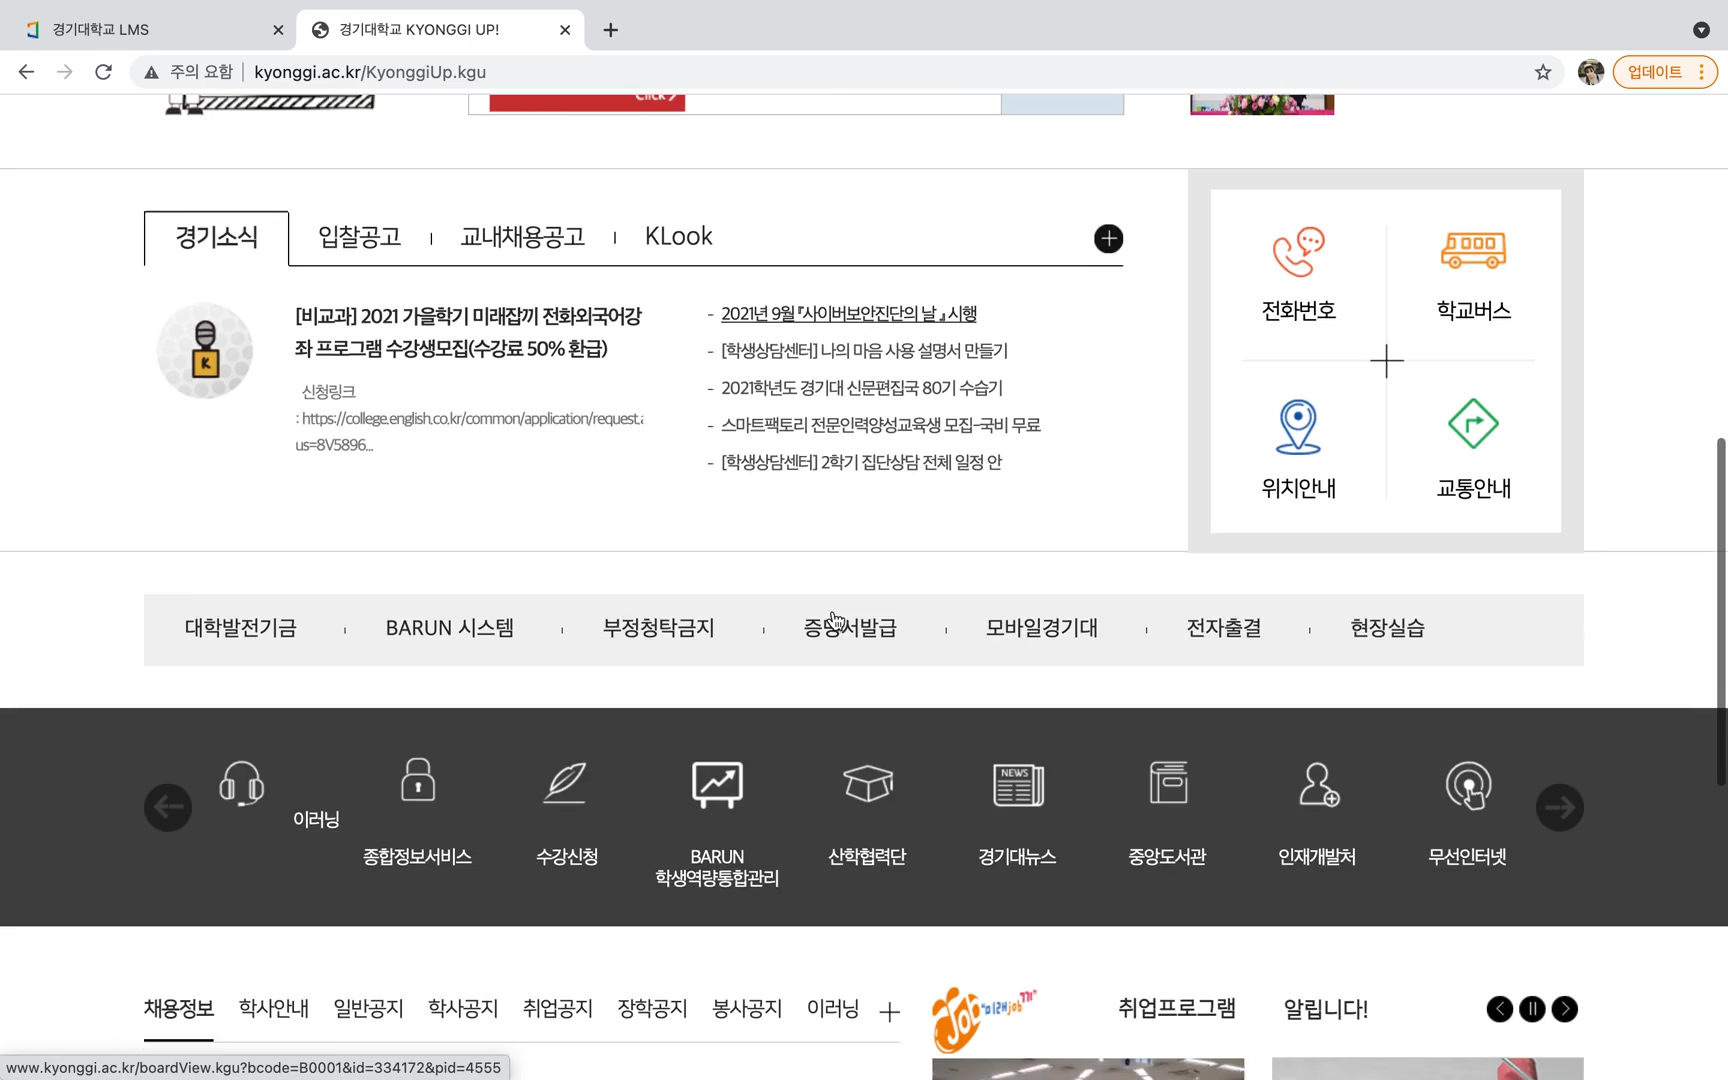 경기대학교 LMS
경기대학교 KYONGGI UP!
주의 요함
kyonggi.ac.kr/KyonggiUp.kgu
업데이트
Click >
경기소식
입찰공고
교내채용공고
KLook
[비교과] 2021 가을학기 미래잡끼 전화외국어강
좌 프로그램 수강생모집(수강료 50% 환급)
신청링크
: https://college.english.co.kr/common/application/request.a
us=8V5896...
- 2021년 9월 『사이버보안진단의 날』 시행
- [학생상담센터] 나의 마음 사용 설명서 만들기
- 2021학년도 경기대 신문편집국 80기 수습기
- 스마트팩토리 전문인력양성교육생 모집-국비 무료
- [학생상담센터] 2학기 집단상담 전체 일정 안
전화번호
학교버스
위치안내
교통안내
대학발전기금
BARUN 시스템
부정청탁금지
증명서발급
모바일경기대
전자출결
현장실습
이러닝
종합정보서비스
수강신청
BARUN
학생역량통합관리
산학협력단
NEWS
경기대뉴스
중앙도서관
인재개발처
무선인터넷
채용정보
학사안내
일반공지
학사공지
취업공지
장학공지
봉사공지
이러닝
JOB "미래job끼"
취업프로그램
알립니다!
www.kyonggi.ac.kr/boardView.kgu?bcode=B0001&id=334172&pid=4555